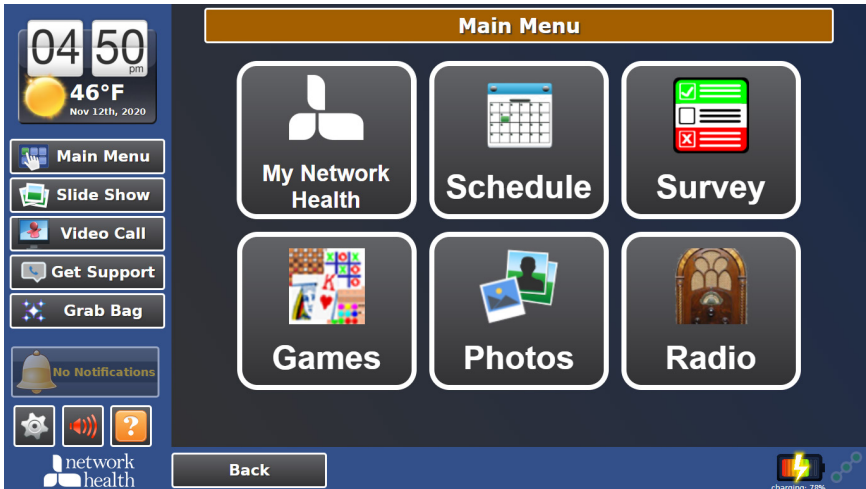 04 50
pm
46°F
Nov 12th, 2020
Main Menu
Slide Show
Video Call
Get Support
Grab Bag
No Notifications
network
health
Main Menu
My Network
Health
Schedule
Survey
Games
Photos
Radio
Back
charging: 78%